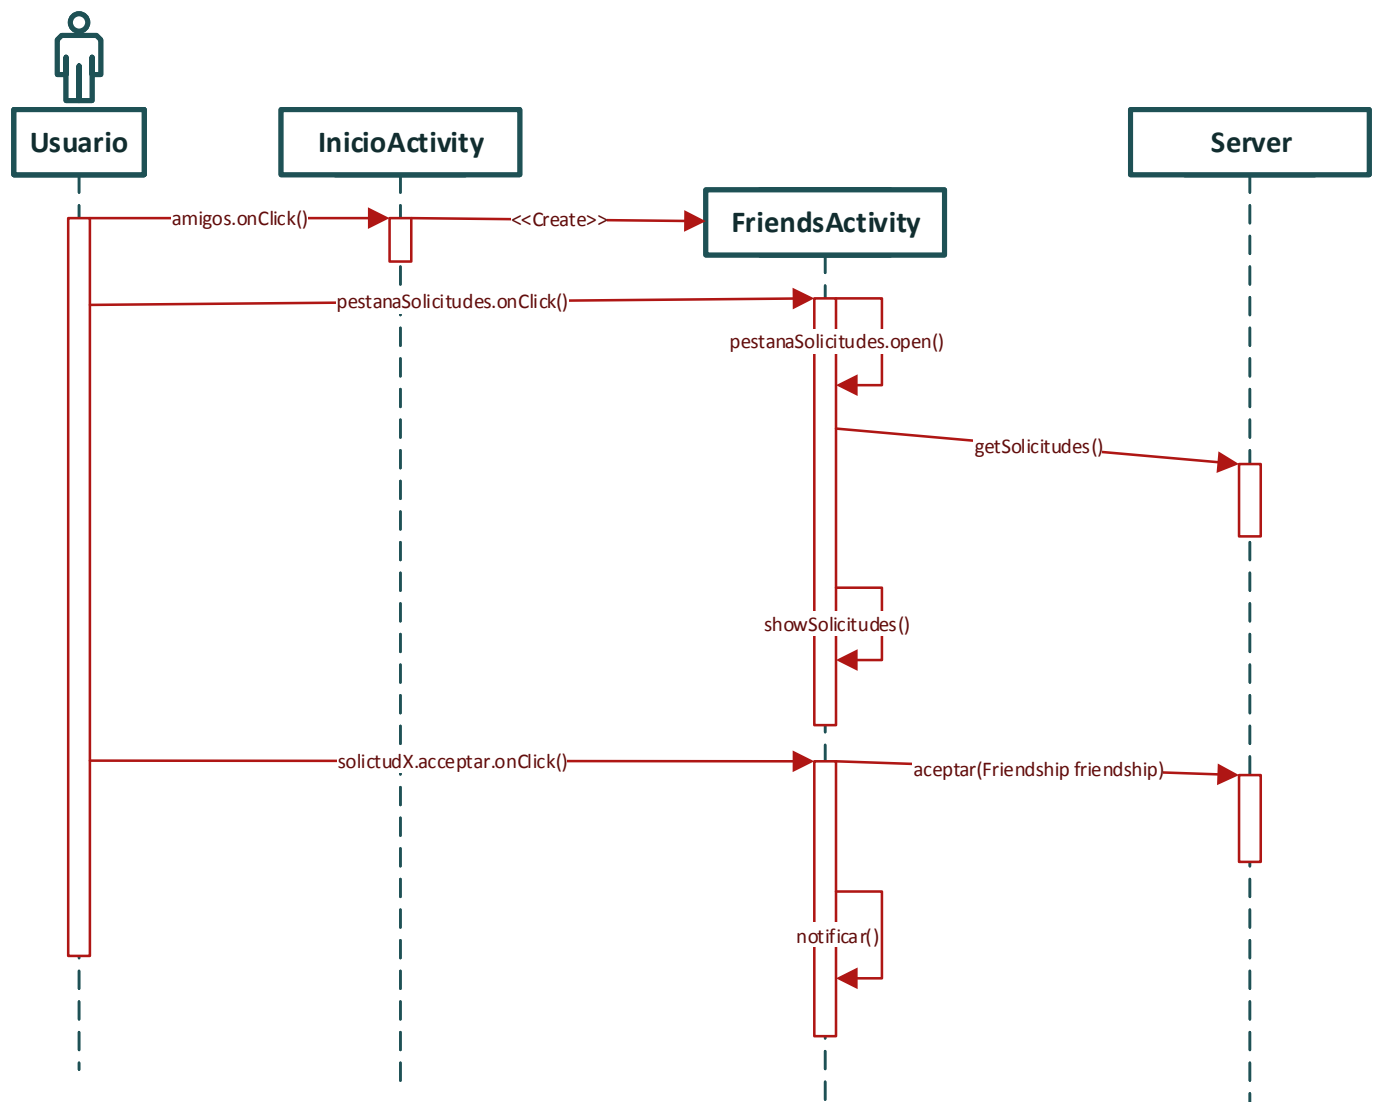 Usuario
InicioActivity
Server
FriendsActivity
amigos.onClick()
<<Create>>
pestanaSolicitudes.onClick()
pestanaSolicitudes.open()
getSolicitudes()
showSolicitudes()
solictudX.acceptar.onClick()
aceptar(Friendship friendship)
notificar()